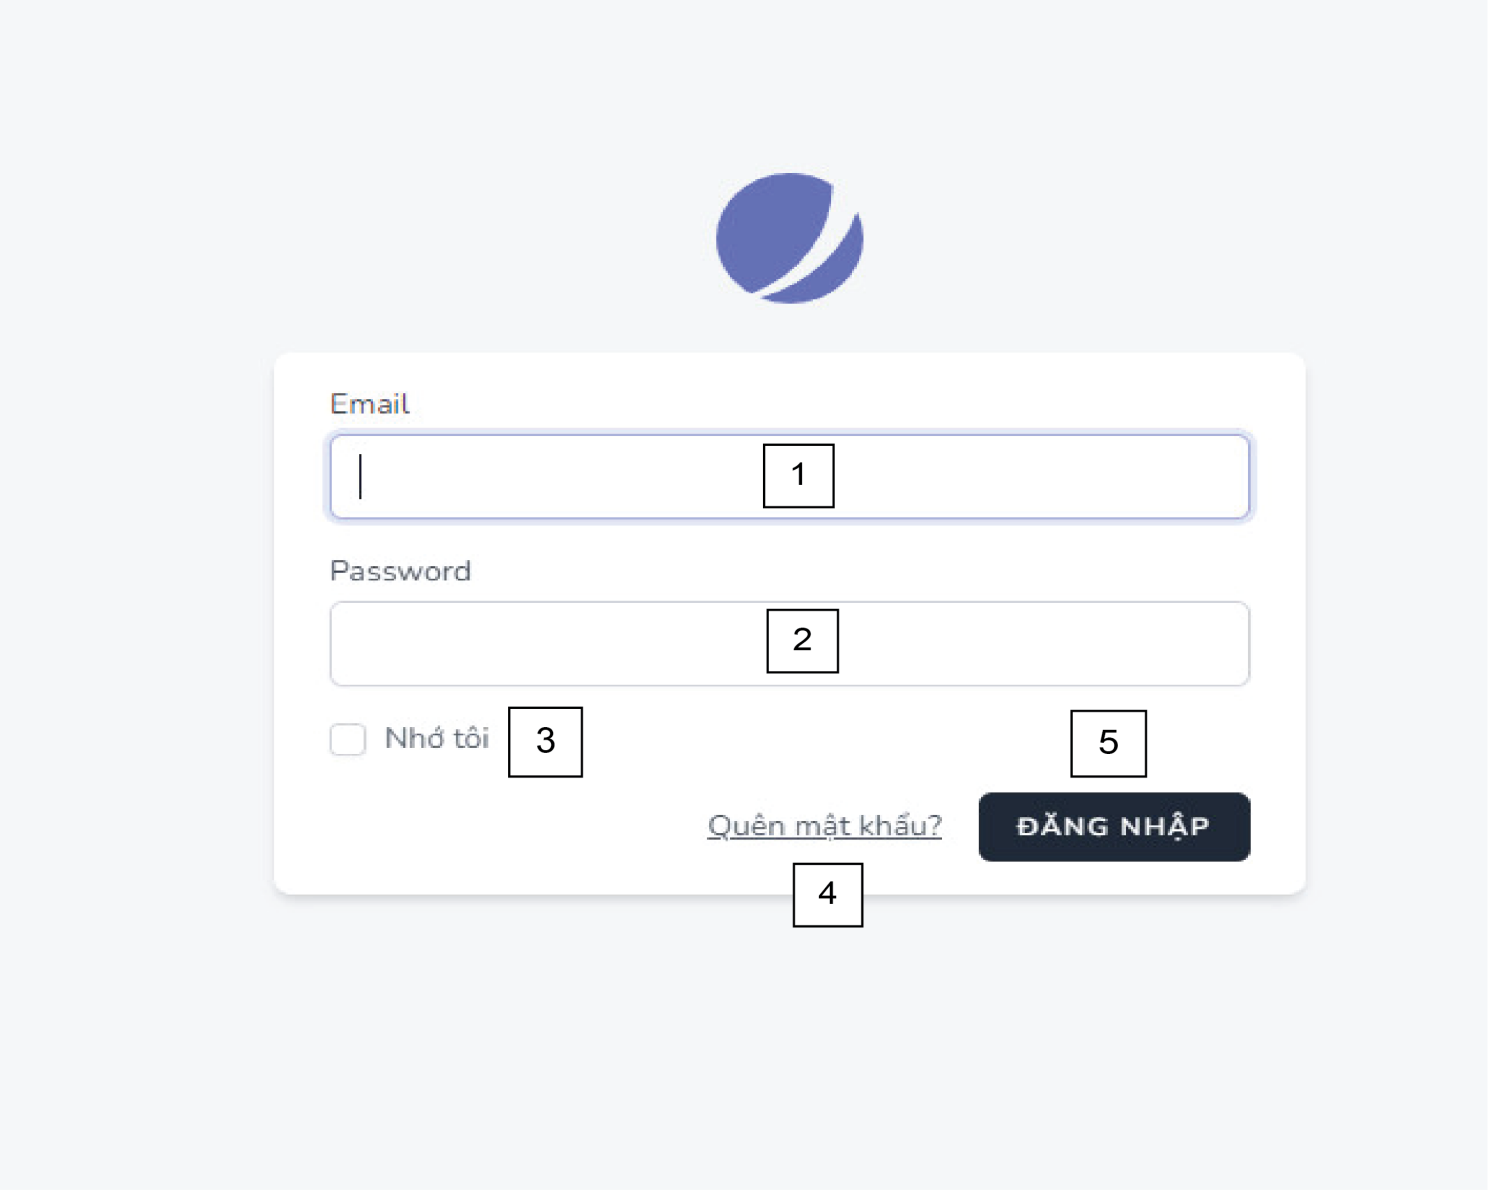 Email
1
Password
2
Nhớ tôi 3
5
Quên mật khẩu? ĐĂNG NHẬP
4